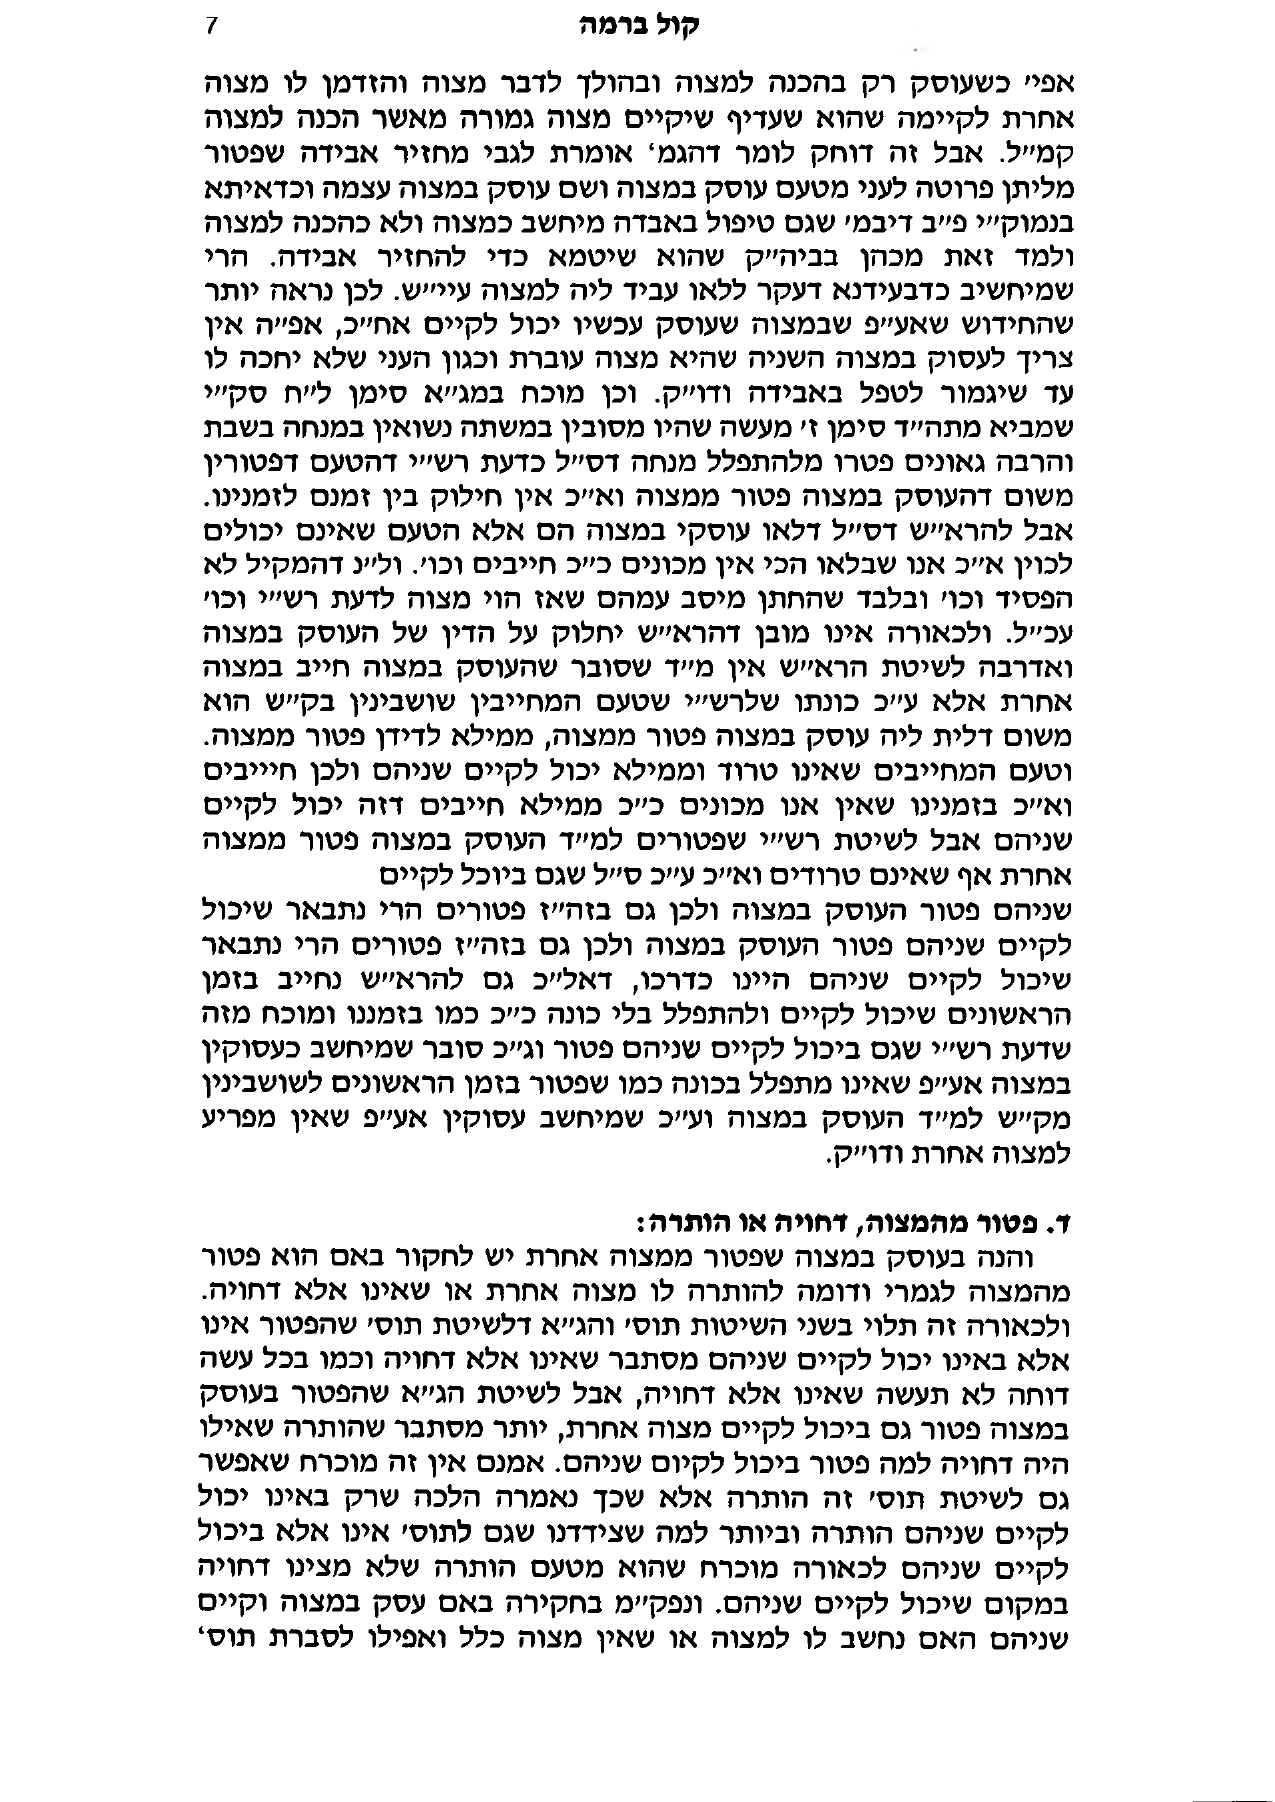 קול ברמה
7
אפי׳ כשעוסק רק בהכנה למצוה ובהולך לדבר מצוה והזדמן לו מצוה
אחרת לקיימה שהוא שעדיף שיקיים מצוה גמורה מאשר הכנה למצוה
קמ״ל. אבל זה דוחק לומר דהגמ׳ אומרת לגבי מחזיר אבידה שפטור
מליתן פרוטה לעני מטעם עוסק במצוה ושם עוסק במצוה עצמה וכדאיתא
בנמוק״י פ״ב דיבמ׳ שגם טיפול באבדה מיחשב כמצוה ולא כהכנה למצוה
ולמד זאת מכהן בביה״ק שהוא שיטמא כדי להחזיר אבידה. הרי
שמיחשיב כדבעידנא דעקר ללאו עביד ליה למצוה עיי״ש. לכן נראה יותר
שהחידוש שאע״פ שבמצוה שעוסק עכשיו יכול לקיים אח״כ, אפ״ה אין
צריך לעסוק במצוה השניה שהיא מצוה עוברת וכגון העני שלא יחכה לו
עד שיגמור לטפל באבידה ודו״ק. וכן מוכח במג״א סימן ל״ח סק״י
שמביא מתה״ד סימן ז׳ מעשה שהיו מסובין במשתה נשואין במנחה בשבת
והרבה גאונים פטרו מלהתפלל מנחה דס״ל כדעת רש״י דהטעם דפטורין
משום דהעוסק במצוה פטור ממצוה וא״כ אין חילוק בין זמנם לזמנינו.
אבל להרא״ש דס״ל דלאו עוסקי במצוה הם אלא הטעם שאינם יכולים
לכוין א״כ אנו שבלאו הכי אין מכונים כ״כ חייבים וכו׳. ול״נ דהמקיל לא
הפסיד וכו׳ ובלבד שהחתן מיסב עמהם שאז הוי מצוה לדעת רש״י וכו׳
עכ״ל. ולכאורה אינו מובן דהרא״ש יחלוק על הדין של העוסק במצוה
ואדרבה לשיטת הרא״ש אין מ״ד שסובר שהעוסק במצוה חייב במצוה
אחרת אלא ע״כ כונתו שלרש״י שטעם המחייבין שושבינין בק״ש הוא
משום דלית ליה עוסק במצוה פטור ממצוה, ממילא לדידן פטור ממצוה.
וטעם המחייבים שאינו טרוד וממילא יכול לקיים שניהם ולכן חיייבים
וא״כ בזמנינו שאין אנו מכונים כ״כ ממילא חייבים דזה יכול לקיים
שניהם אבל לשיטת רש״י שפטורים למ״ד העוסק במצוה פטור ממצוה
אחרת אף שאינם טרודים וא״כ ע״כ ס״ל שגם ביוכל לקיים
שניהם פטור העוסק במצוה ולכן גם בזה״ז פטורים הרי נתבאר שיכול
לקיים שניהם פטור העוסק במצוה ולכן גם בזה״ז פטורים הרי נתבאר
שיכול לקיים שניהם היינו כדרכו, דאל״כ גם להרא״ש נחייב בזמן
הראשונים שיכול לקיים ולהתפלל בלי כונה כ״כ כמו בזמננו ומוכח מזה
שדעת רש״י שגם ביכול לקיים שניהם פטור וג״כ סובר שמיחשב כעסוקין
במצוה אע״פ שאינו מתפלל בכונה כמו שפטור בזמן הראשונים לשושבינין
מק״ש למ״ד העוסק במצוה וע״כ שמיחשב עסוקין אע״פ שאין מפריע
למצוה אחרת ודו״ק.
ד. פטור מהמצוה, דחויה או הותרה:
והנה בעוסק במצוה שפטור ממצוה אחרת יש לחקור באם הוא פטור
מהמצוה לגמרי ודומה להותרה לו מצוה אחרת או שאינו אלא דחויה.
ולכאורה זה תלוי בשני השיטות תוס׳ והג״א דלשיטת תוס׳ שהפטור אינו
אלא באינו יכול לקיים שניהם מסתבר שאינו אלא דחויה וכמו בכל עשה
דוחה לא תעשה שאינו אלא דחויה, אבל לשיטת הג״א שהפטור בעוסק
במצוה פטור גם ביכול לקיים מצוה אחרת, יותר מסתבר שהותרה שאילו
היה דחויה למה פטור ביכול לקיום שניהם. אמנם אין זה מוכרח שאפשר
גם לשיטת תוס׳ זה הותרה אלא שכך נאמרה הלכה שרק באינו יכול
לקיים שניהם הותרה וביותר למה שצידדנו שגם לתוס׳ אינו אלא ביכול
לקיים שניהם לכאורה מוכרח שהוא מטעם הותרה שלא מצינו דחויה
במקום שיכול לקיים שניהם. ונפק״מ בחקירה באם עסק במצוה וקיים
שניהם האם נחשב לו למצוה או שאין מצוה כלל ואפילו לסברת תוס׳